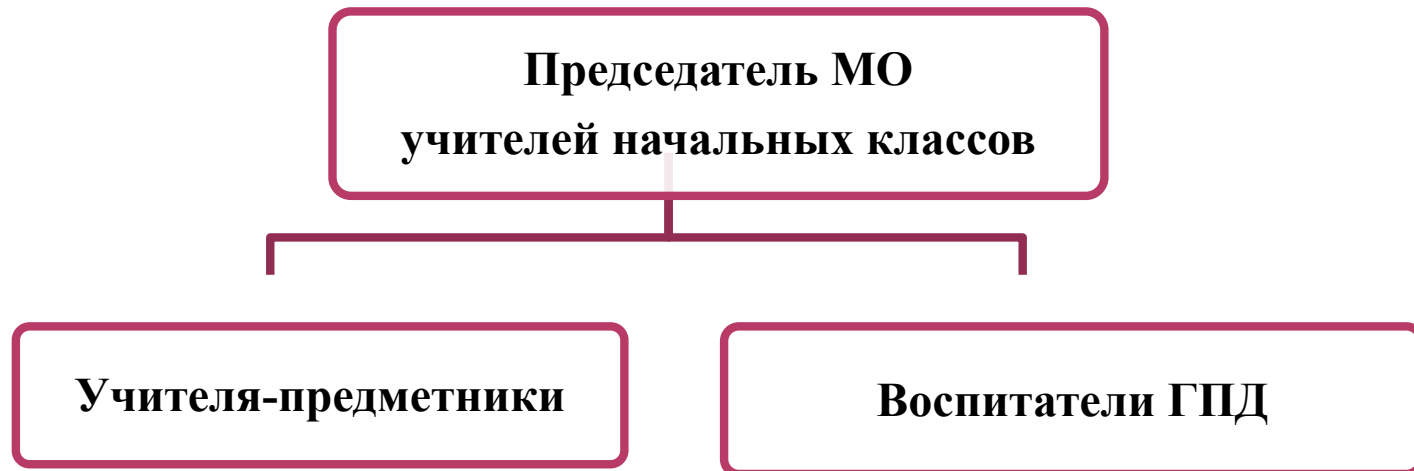 Председатель МО
учителей начальных классов
Учителя-предметники
Воспитатели ГПД